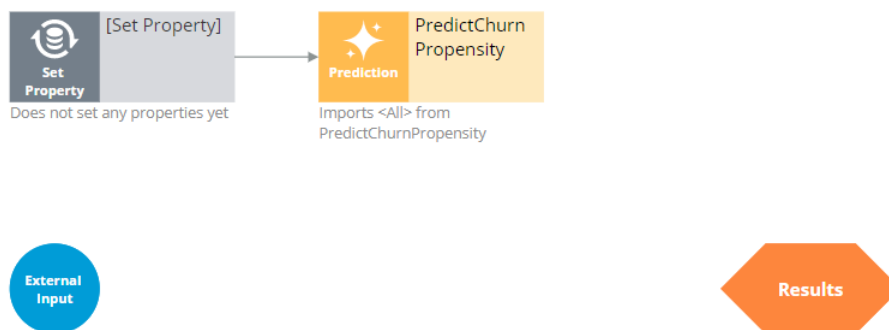 [Set Property]
Set
Property
Does not set any properties yet
PredictChurn
Propensity
Prediction
Imports <All> from
PredictChurnPropensity
External
Input
Results